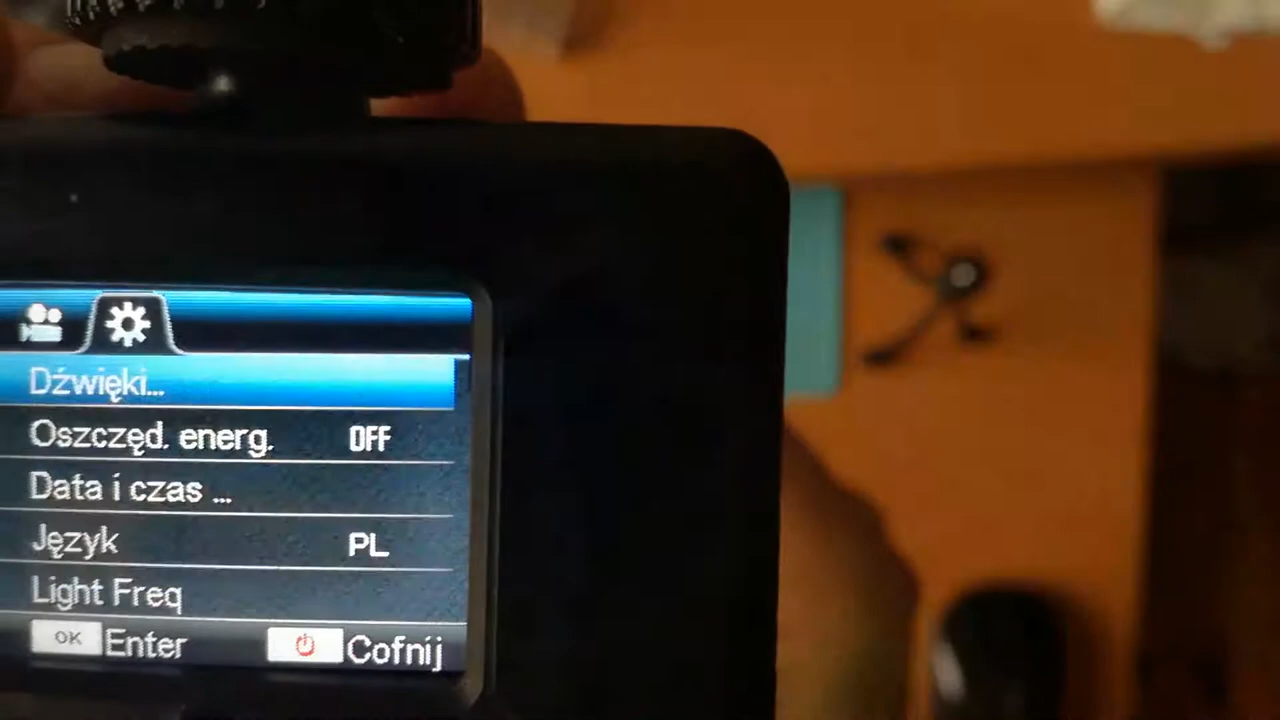 Dźwięki...
Oszczęd. energ. OFF
Data i czas ...
Język PL
Light Freq
OK Enter Cofnij